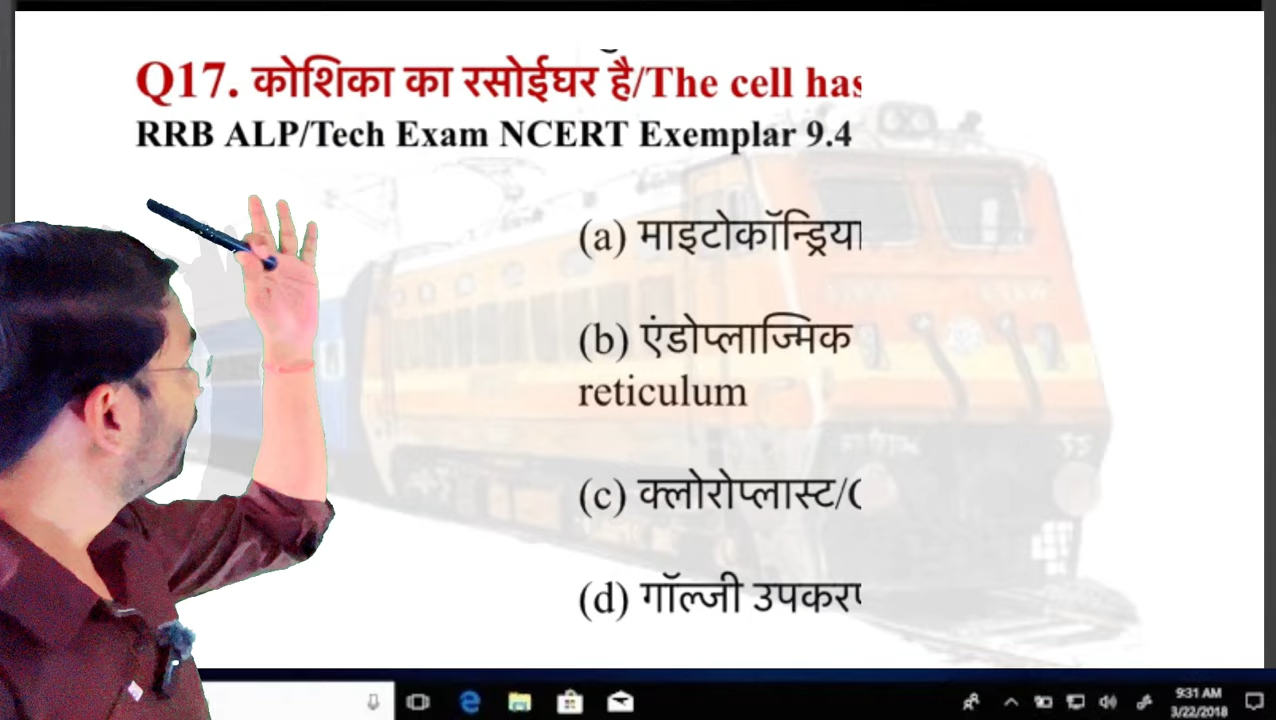 Q17. कोशिका का रसोईघर है/The cell has
RRB ALP/Tech Exam NCERT Exemplar 9.4
(a) माइटोकॉन्ड्रिया
(b) एंडोप्लाज्मिक
reticulum
(c) क्लोरोप्लास्ट/
(d) गॉल्जी
9:31 AM
3/22/2018